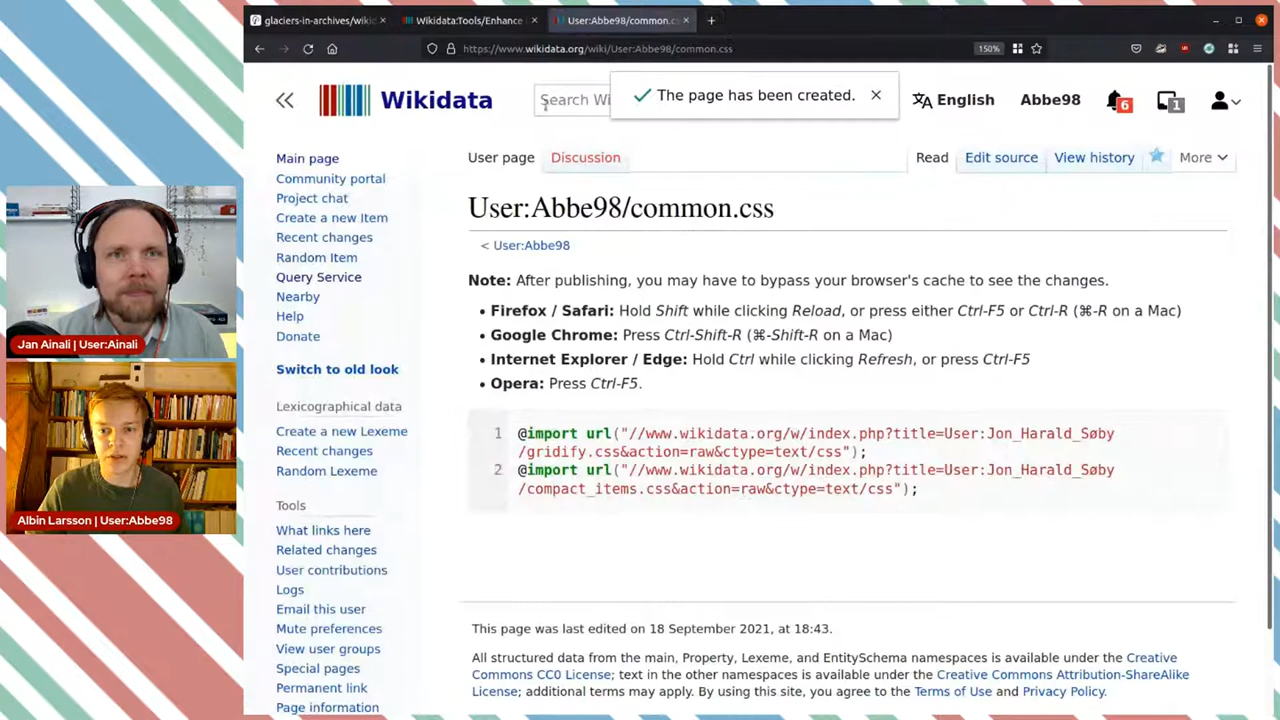 glaciers-in-archives/wiki
Wikidata:Tools/Enhance
User:Abbe98/common.cs
https://www.wikidata.org/wiki/User:Abbe98/common.css
150%
Wikidata
Search Wi
The page has been created.
English
Abbe98
6
1
User page
Discussion
Read
Edit source
View history
More
Main page
Community portal
Project chat
Create a new Item
Recent changes
Random Item
Query Service
Nearby
Help
Donate
Switch to old look
Lexicographical data
Create a new Lexeme
Recent changes
Random Lexeme
Tools
What links here
Related changes
User contributions
Logs
Email this user
Mute preferences
View user groups
Special pages
Permanent link
Page information
User:Abbe98/common.css
< User:Abbe98
Note: After publishing, you may have to bypass your browser's cache to see the changes.
• Firefox / Safari: Hold Shift while clicking Reload, or press either Ctrl-F5 or Ctrl-R (⌘-R on a Mac)
• Google Chrome: Press Ctrl-Shift-R (⌘-Shift-R on a Mac)
• Internet Explorer / Edge: Hold Ctrl while clicking Refresh, or press Ctrl-F5
• Opera: Press Ctrl-F5.
1 @import url("//www.wikidata.org/w/index.php?title=User:Jon_Harald_Søby
/gridify.css&action=raw&ctype=text/css");
2 @import url("//www.wikidata.org/w/index.php?title=User:Jon_Harald_Søby
/compact_items.css&action=raw&ctype=text/css");
This page was last edited on 18 September 2021, at 18:43.
All structured data from the main, Property, Lexeme, and EntitySchema namespaces is available under the Creative
Commons CC0 License; text in the other namespaces is available under the Creative Commons Attribution-ShareAlike
License; additional terms may apply. By using this site, you agree to the Terms of Use and Privacy Policy.
Jan Ainali | User:Ainali
Albin Larsson | User:Abbe98